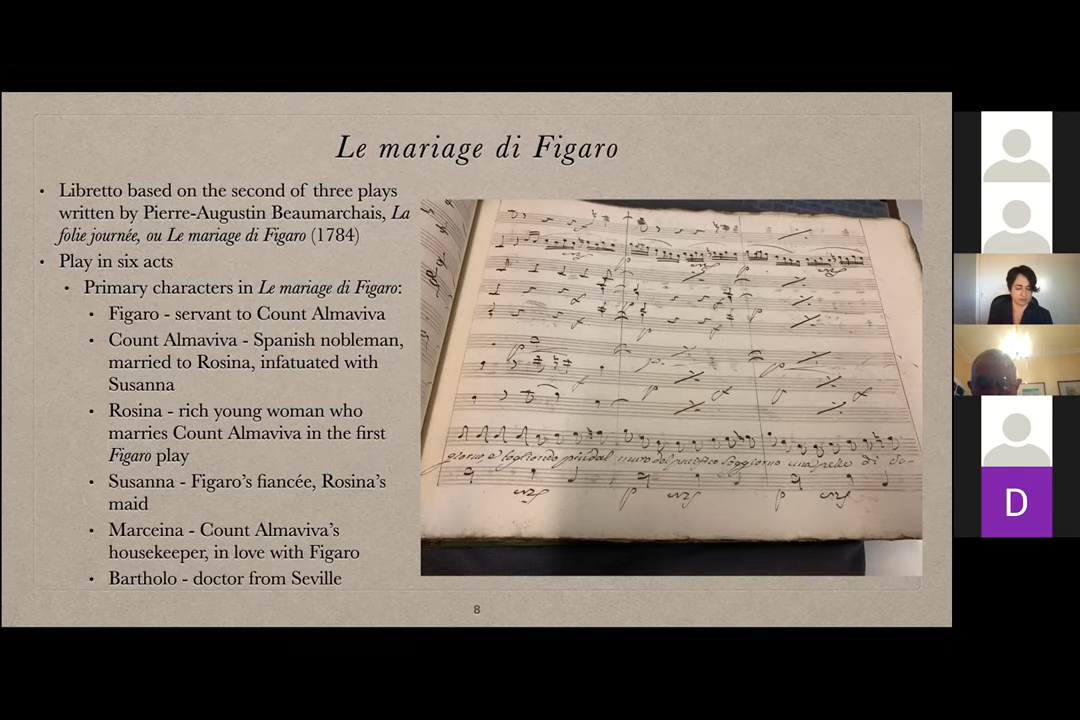 Le mariage di Figaro
• Libretto based on the second of three plays
written by Pierre-Augustin Beaumarchais, La
folie journée, ou Le mariage di Figaro (1784)
• Play in six acts
• Primary characters in Le mariage di Figaro:
• Figaro - servant to Count Almaviva
• Count Almaviva - Spanish nobleman,
married to Rosina, infatuated with
Susanna
• Rosina - rich young woman who
marries Count Almaviva in the first
Figaro play
• Susanna - Figaro's fiancée, Rosina's
maid
• Marceina - Count Almaviva's
housekeeper, in love with Figaro
• Bartholo - doctor from Seville
una pelle di So-
8
D